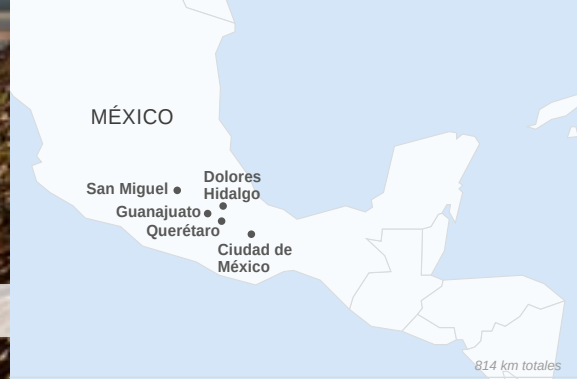 MÉXICO
Dolores
Hidalgo
San Miguel
Guanajuato
Querétaro
Ciudad de
México
814 km totales